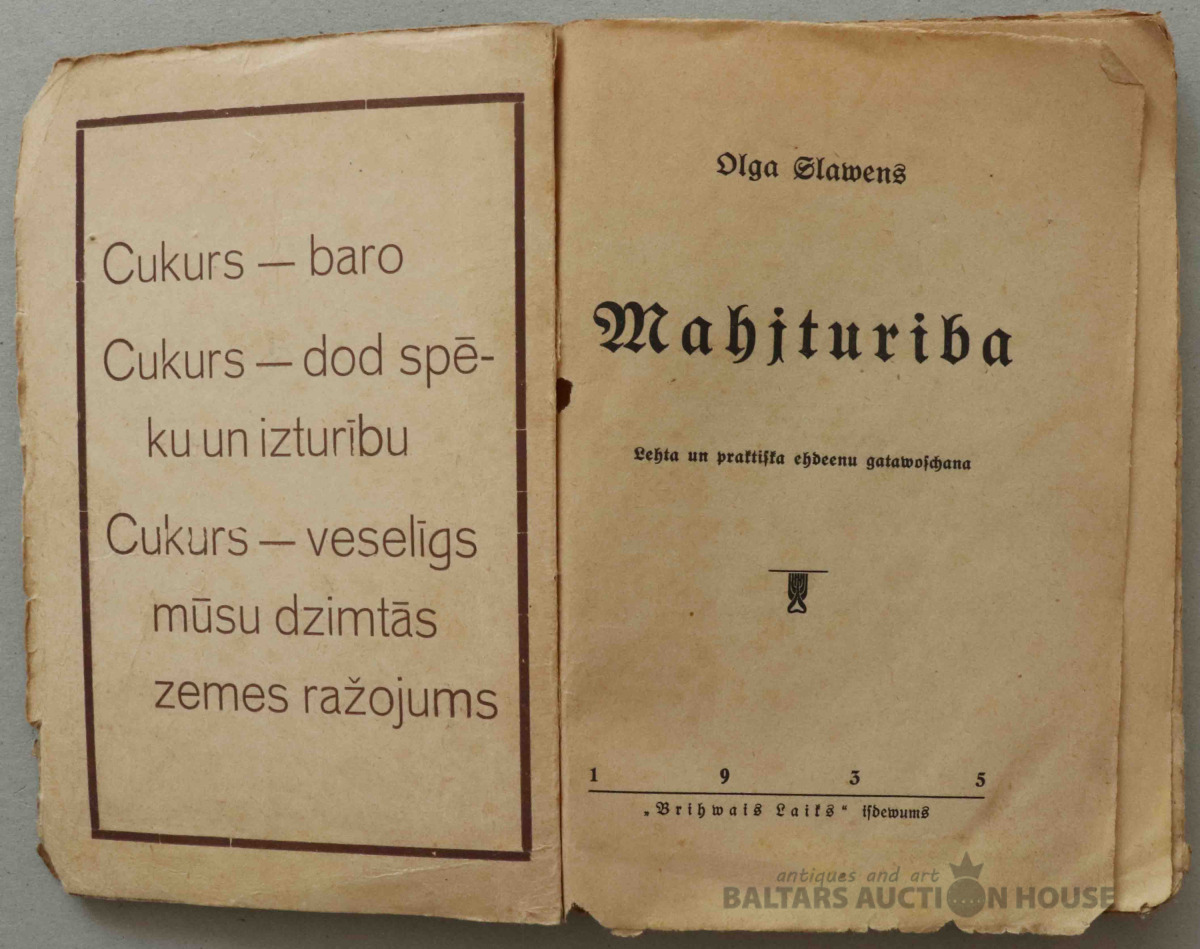 Cukurs — baro
Cukurs — dod spē-
ku un izturību
Cukurs — veselīgs
mūsu dzimtās
zemes ražojums
Olga Slawens
Mahjturiba
Lehta un praktiſka ehdeenu gatawoſchana
1 9 3 5
„Brihwais Laiks“ iſdewums
antiques and art
BALTARS AUCTION HOUSE